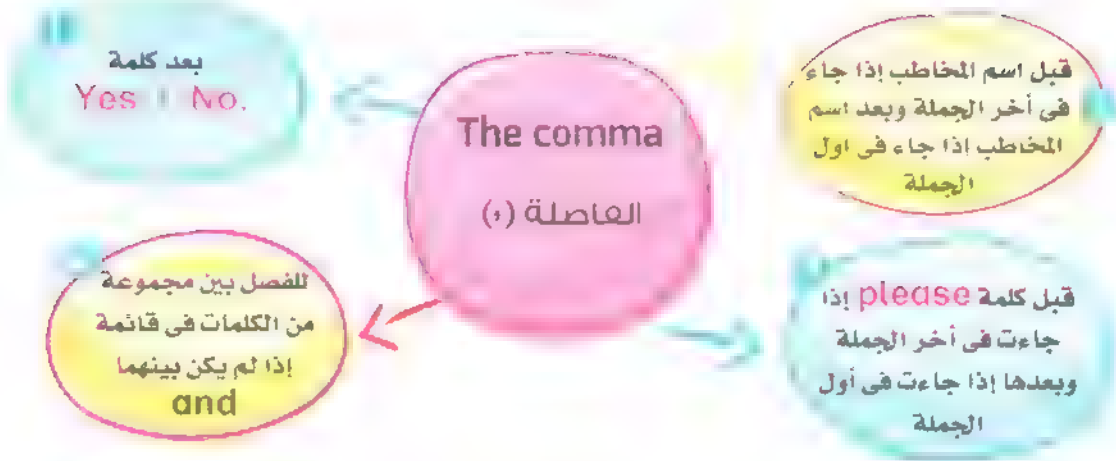 بعد كلمة
Yes / No.
The comma
الفاصلة (،)
قبل اسم المخاطب إذا جاء
فى أخر الجملة وبعد اسم
المخاطب إذا جاء فى اول
الجملة
للفصل بين مجموعة
من الكلمات فى قائمة
إذا لم يكن بينهما
and
قبل كلمة please إذا
جاءت فى أخر الجملة
وبعدها إذا جاءت فى أول
الجملة